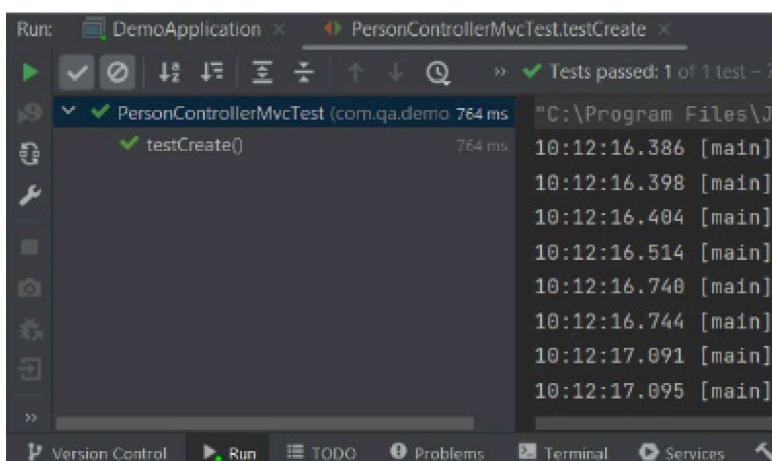 Run: DemoApplication × PersonControllerMvcTest.testCreate ×
Tests passed: 1 of 1 test –
PersonControllerMvcTest (com.qa.demo 764 ms
testCreate() 764 ms
"C:\Program Files\J
10:12:16.386 [main]
10:12:16.398 [main]
10:12:16.404 [main]
10:12:16.514 [main]
10:12:16.740 [main]
10:12:16.744 [main]
10:12:17.091 [main]
10:12:17.095 [main]
Version Control Run TODO Problems Terminal Services